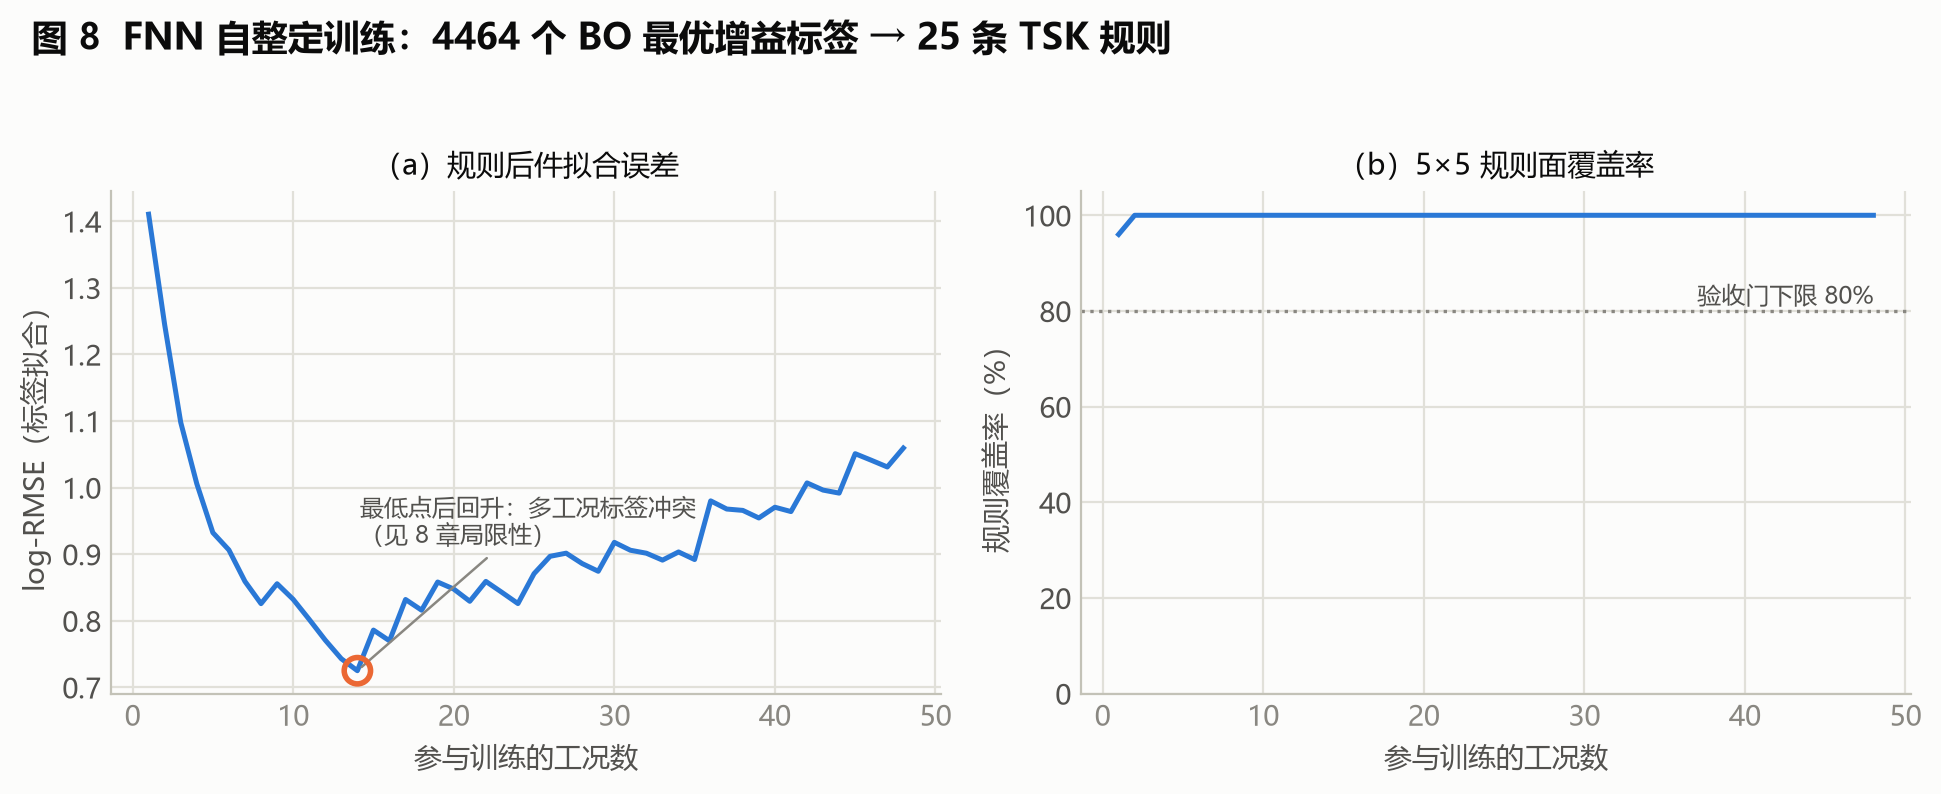 图 8 FNN 自整定训练：4464 个 BO 最优增益标签 → 25 条 TSK 规则
（a）规则后件拟合误差
log-RMSE（标签拟合）
1.4
1.3
1.2
1.1
1.0
0.9
0.8
0.7
最低点后回升：多工况标签冲突
（见 8 章局限性）
0 10 20 30 40 50
参与训练的工况数
（b）5×5 规则面覆盖率
规则覆盖率（%）
100
80
60
40
20
0
验收门下限 80%
0 10 20 30 40 50
参与训练的工况数